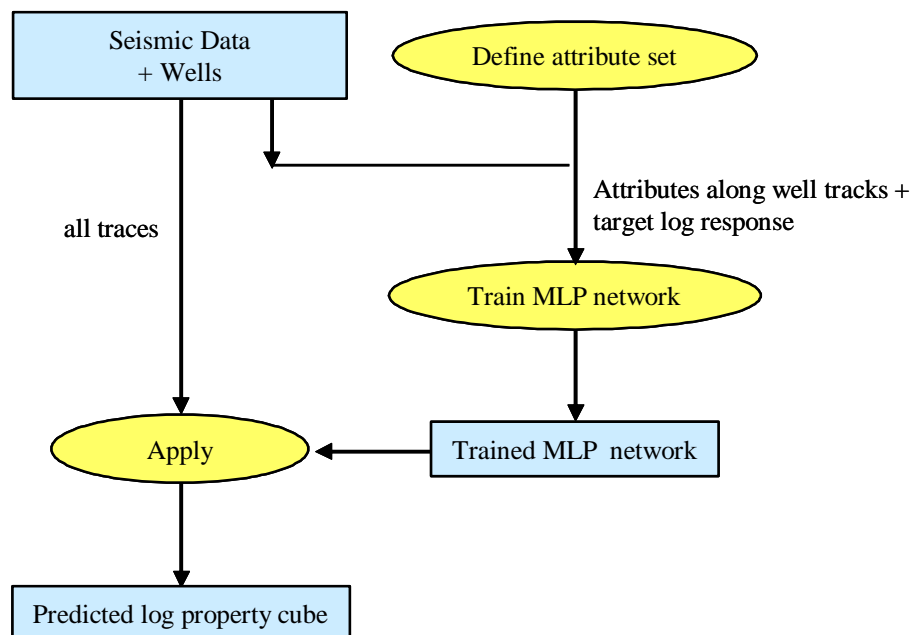 Seismic Data
+ Wells
Define attribute set
all traces
Attributes along well tracks +
target log response
Train MLP network
Apply
Trained MLP network
Predicted log property cube